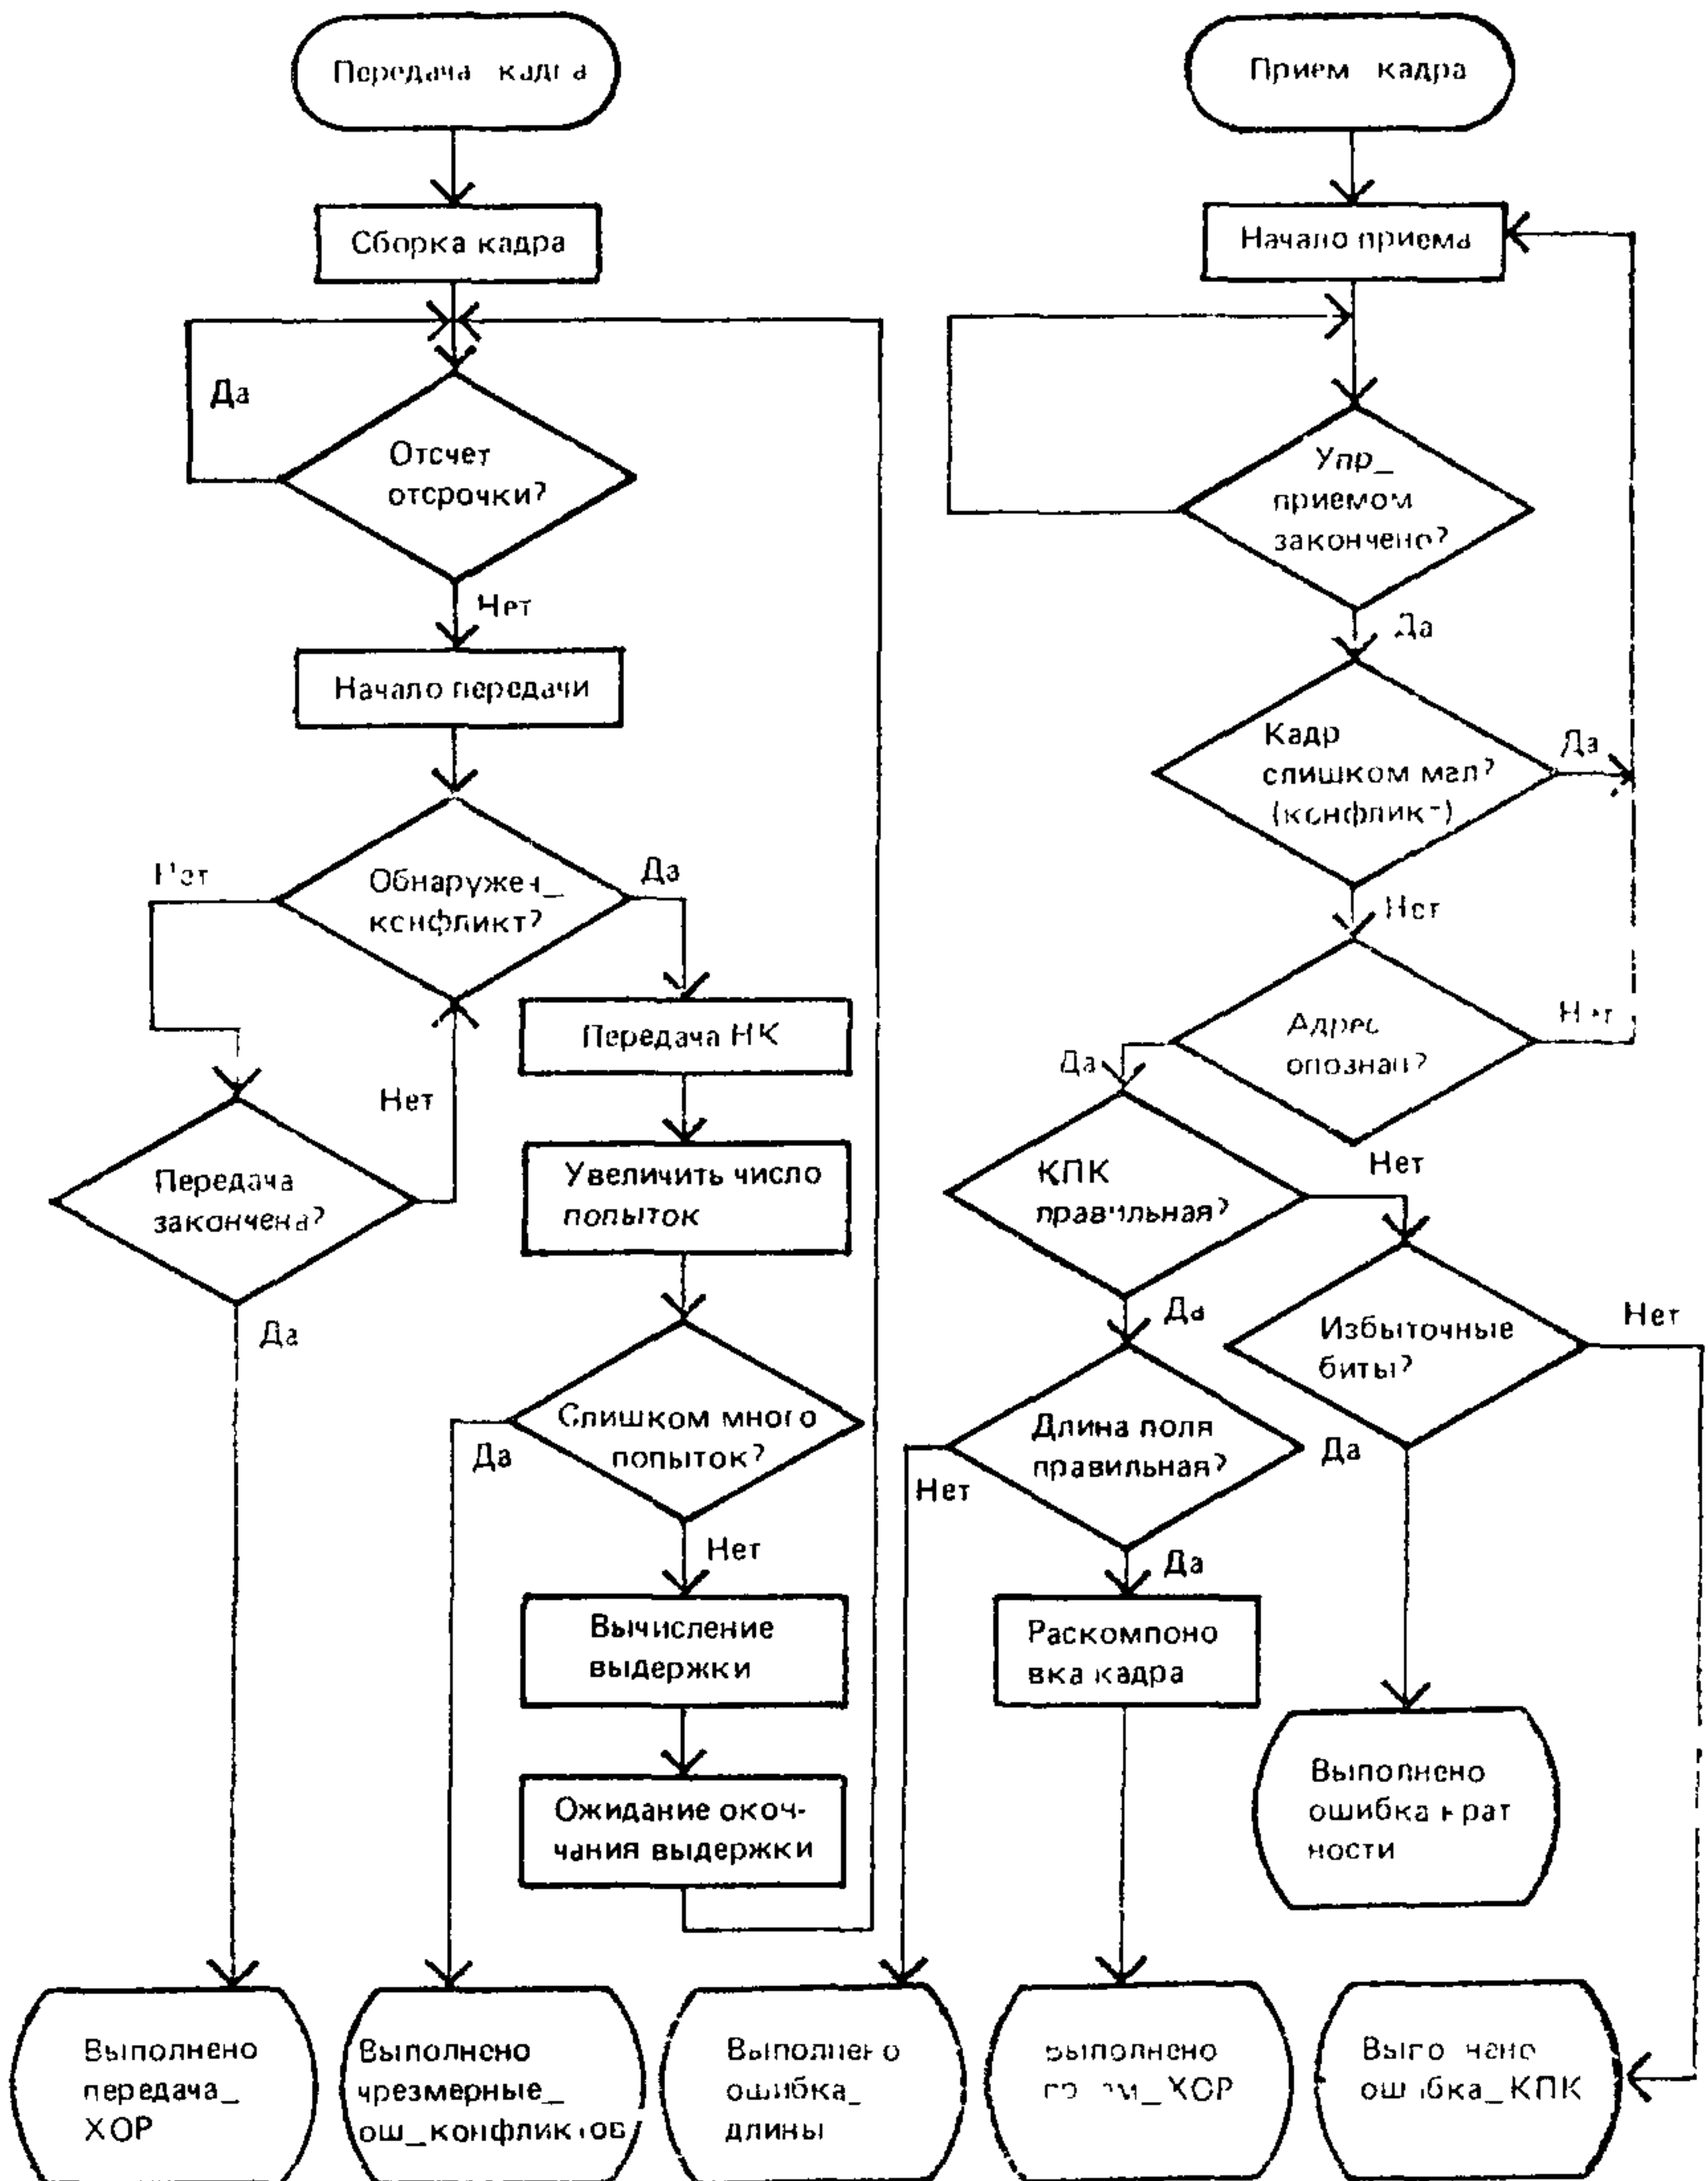 Передача кадра
Сборка кадра
Да
Отсчет
отсрочки?
Нет
Начало передачи
Нет
Обнаружен_
конфликт?
Да
Передача НК
Нет
Передача
закончена?
Увеличить число
попыток
Да
Слишком много
попыток?
Да
Нет
Вычисление
выдержки
Ожидание окон-
чания выдержки
Выполнено
передача_
ХОР
Выполнено
чрезмерные_
ош_конфликтов
Прием кадра
Начало приема
Упр_
приемом
закончено?
Да
Кадр
слишком мал?
(конфликт)
Да
Нет
Адрес
опознан?
Нет
Да
КПК
правильная?
Нет
Да
Избыточные
биты?
Нет
Длина поля
правильная?
Да
Нет
Да
Раскомпоно
вка кадра
Выполнено
ошибка крат
ности
Выполнено
ошибка_
длины
Выполнено
прием_ХОР
Выполнено
ошибка_КПК